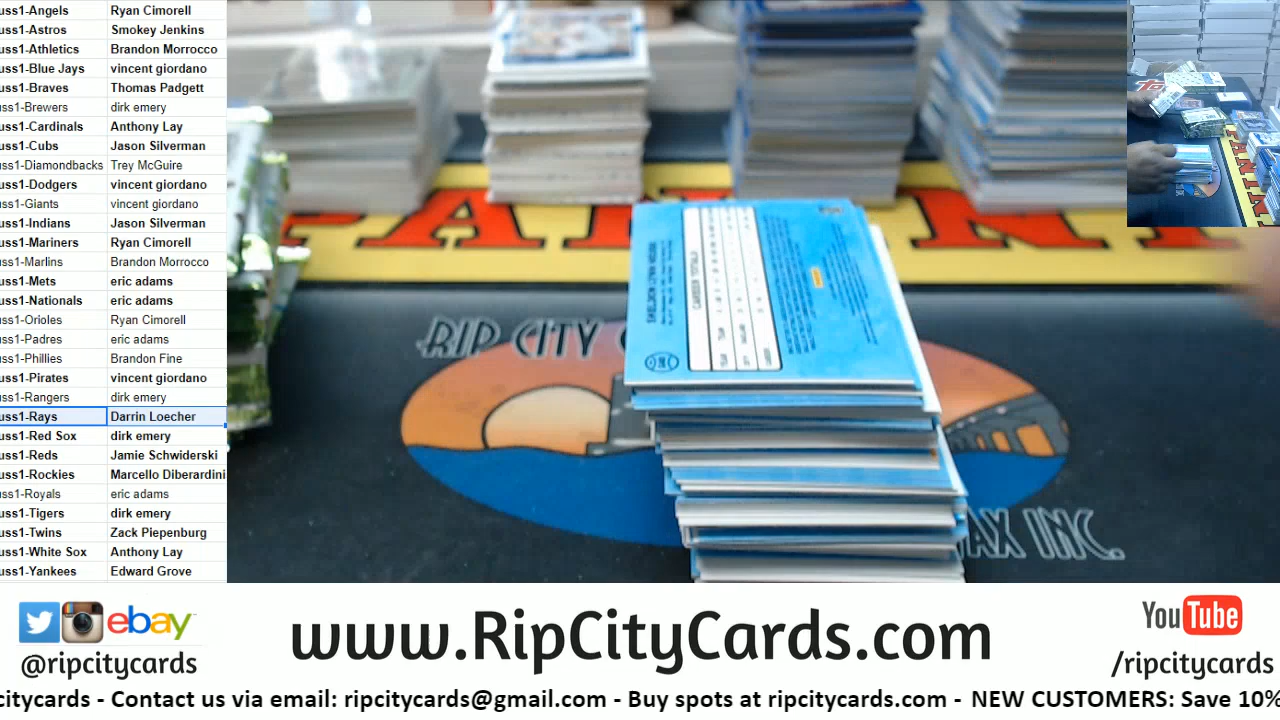 uss1-Angels Ryan Cimorell
uss1-Astros Smokey Jenkins
uss1-Athletics Brandon Morrocco
uss1-Blue Jays vincent giordano
uss1-Braves Thomas Padgett
uss1-Brewers dirk emery
uss1-Cardinals Anthony Lay
uss1-Cubs Jason Silverman
uss1-Diamondbacks Trey McGuire
uss1-Dodgers vincent giordano
uss1-Giants vincent giordano
uss1-Indians Jason Silverman
uss1-Mariners Ryan Cimorell
uss1-Marlins Brandon Morrocco
uss1-Mets eric adams
uss1-Nationals eric adams
uss1-Orioles Ryan Cimorell
uss1-Padres eric adams
uss1-Phillies Brandon Fine
uss1-Pirates vincent giordano
uss1-Rangers dirk emery
uss1-Rays Darrin Loecher
uss1-Red Sox dirk emery
uss1-Reds Jamie Schwiderski
uss1-Rockies Marcello Diberardini
uss1-Royals eric adams
uss1-Tigers dirk emery
uss1-Twins Zack Piepenburg
uss1-White Sox Anthony Lay
uss1-Yankees Edward Grove
PANINI
RIP CITY
CAREER TOTALS
AX INC.
ebay
@ripcitycards
www.RipCityCards.com
YouTube
/ripcitycards
citycards - Contact us via email: ripcitycards@gmail.com - Buy spots at ripcitycards.com - NEW CUSTOMERS: Save 10%